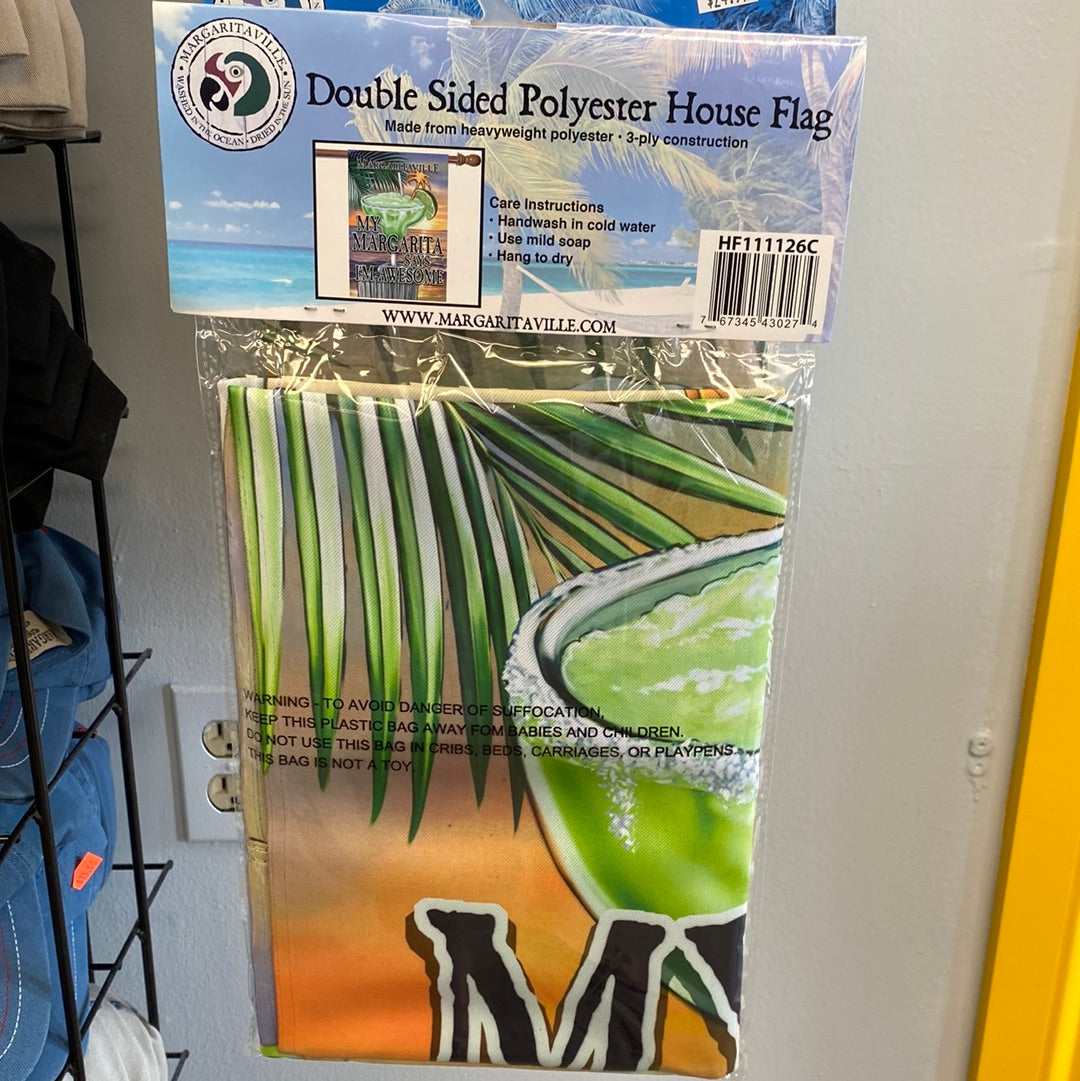 MARGARITAVILLE
WASHED IN THE OCEAN • DRIED IN THE SUN
Double Sided Polyester House Flag
Made from heavyweight polyester • 3-ply construction
MARGARITAVILLE
MY
MARGARITA
SAYS
I'M AWESOME
Care Instructions
• Handwash in cold water
• Use mild soap
• Hang to dry
HF111126C
7 67345 43027 4
WWW.MARGARITAVILLE.COM
WARNING - TO AVOID DANGER OF SUFFOCATION,
KEEP THIS PLASTIC BAG AWAY FOM BABIES AND CHILDREN.
DO NOT USE THIS BAG IN CRIBS, BEDS, CARRIAGES, OR PLAYPENS.
THIS BAG IS NOT A TOY.
MY